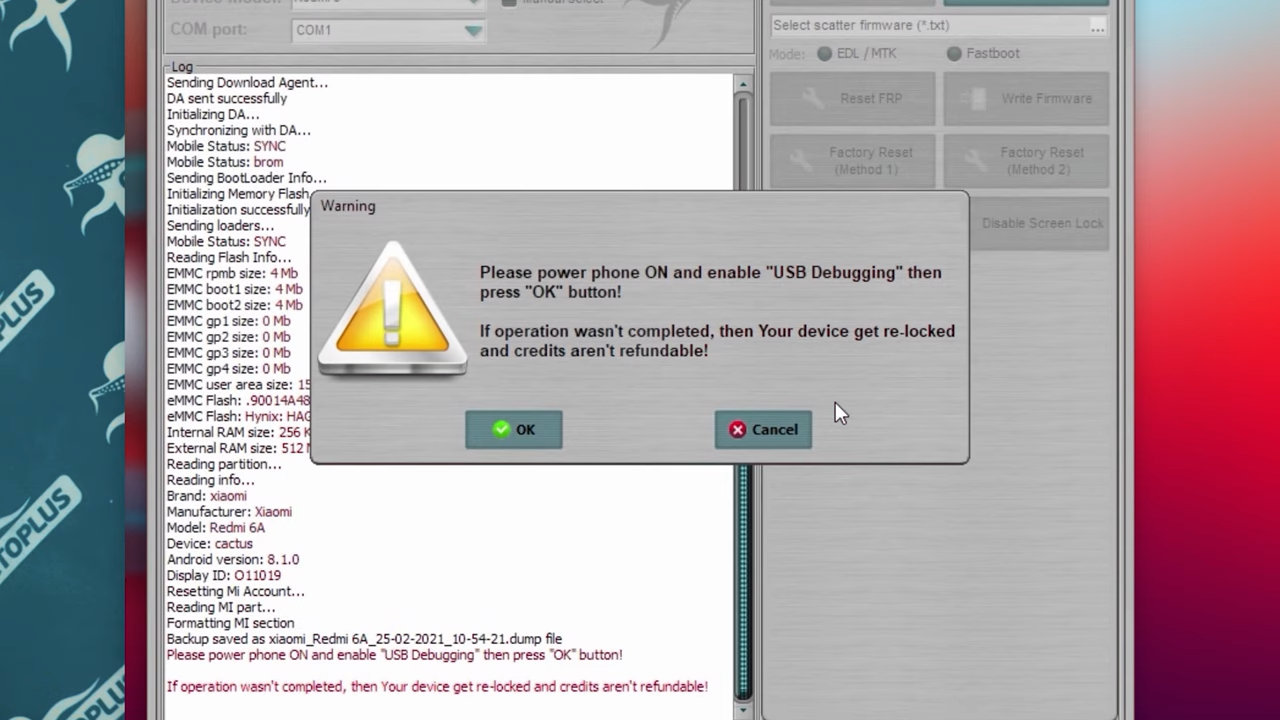 COM port:
COM1
Select scatter firmware (*.txt)
...
Mode:
EDL / MTK
Fastboot
Log
Sending Download Agent...
DA sent successfully
Initializing DA...
Synchronizing with DA...
Mobile Status: SYNC
Mobile Status: brom
Sending BootLoader Info...
Initializing Memory Flash
Initialization successfully
Sending loaders...
Mobile Status: SYNC
Reading Flash Info...
EMMC rpmb size: 4 Mb
EMMC boot1 size: 4 Mb
EMMC boot2 size: 4 Mb
EMMC gp1 size: 0 Mb
EMMC gp2 size: 0 Mb
EMMC gp3 size: 0 Mb
EMMC gp4 size: 0 Mb
EMMC user area size: 15
eMMC Flash: .90014A48
eMMC Flash: Hynix: HAG
Internal RAM size: 256 K
External RAM size: 512
Reading partition...
Reading info...
Brand: xiaomi
Manufacturer: Xiaomi
Model: Redmi 6A
Device: cactus
Android version: 8.1.0
Display ID: O11019
Resetting Mi Account...
Reading MI part...
Formatting MI section
Backup saved as xiaomi_Redmi 6A_25-02-2021_10-54-21.dump file
Please power phone ON and enable "USB Debugging" then press "OK" button!
If operation wasn't completed, then Your device get re-locked and credits aren't refundable!
Reset FRP
Write Firmware
Factory Reset
(Method 1)
Factory Reset
(Method 2)
Disable Screen Lock
Warning
Please power phone ON and enable "USB Debugging" then
press "OK" button!
If operation wasn't completed, then Your device get re-locked
and credits aren't refundable!
OK
Cancel
PLUS
TOPLUS
PLUS